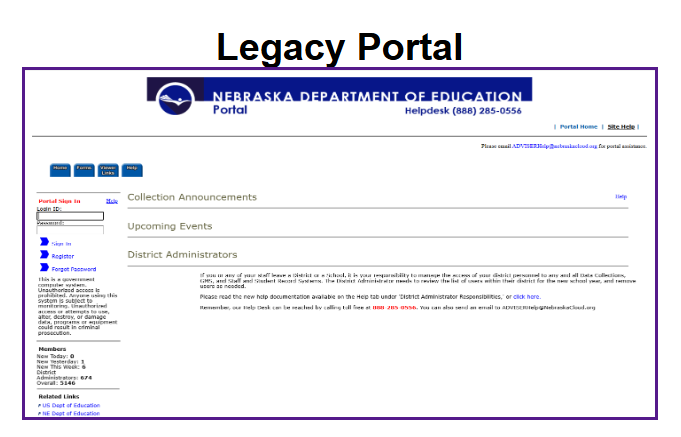 Legacy Portal
NEBRASKA DEPARTMENT OF EDUCATION
Portal
Helpdesk (888) 285-0556
| Portal Home | Site Help |
Please email ADVISERHelp@nebraskacloud.org for portal assistance.
Home
Forms
Viewer
Links
Help
Portal Sign In
Help
Login ID:
Password:
Sign In
Register
Forgot Password
This is a government
computer system.
Unauthorized access is
prohibited. Anyone using this
system is subject to
monitoring. Unauthorized
access or attempts to use,
alter, destroy, or damage
data, programs or equipment
could result in criminal
prosecution.
Members
New Today: 0
New Yesterday: 1
New This Week: 6
District
Administrators: 674
Overall: 5146
Related Links
US Dept of Education
NE Dept of Education
Collection Announcements
Help
Upcoming Events
District Administrators
If you or any of your staff leave a District or a School, it is your responsibility to manage the access of your district personnel to any and all Data Collections,
GMS, and Staff and Student Record Systems. The District Administrator needs to review the list of users within their district for the new school year, and remove
users as needed.
Please read the new help documentation available on the Help tab under 'District Administrator Responsibilities,' or click here.
Remember, our Help Desk can be reached by calling toll free at 888-285-0556. You can also send an email to ADVISERHelp@NebraskaCloud.org